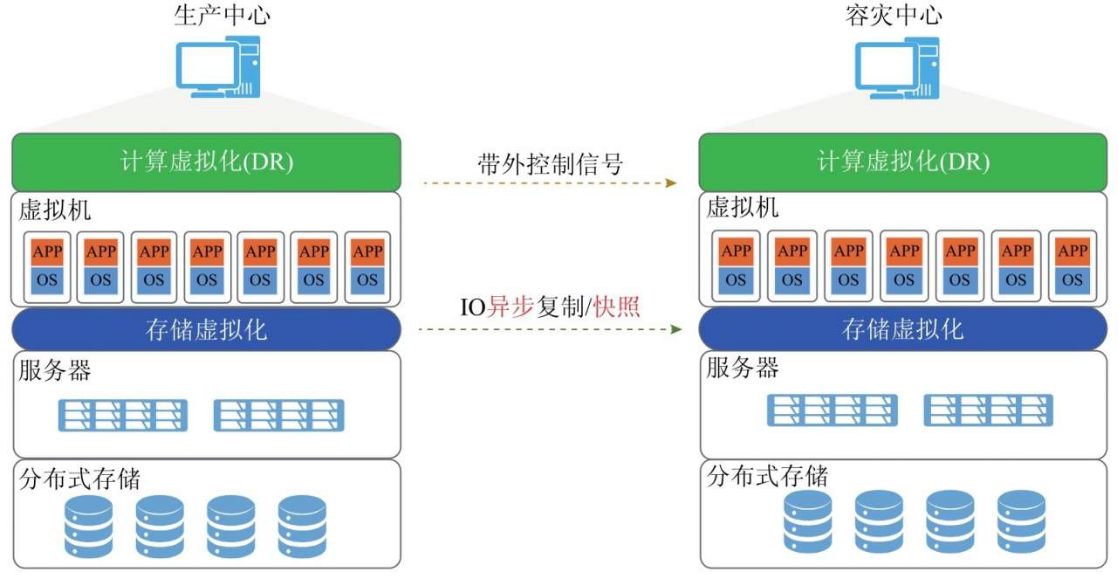 生产中心
容灾中心
计算虚拟化(DR)
带外控制信号
计算虚拟化(DR)
虚拟机
APP APP APP APP APP APP APP
OS OS OS OS OS OS OS
虚拟机
APP APP APP APP APP APP APP
OS OS OS OS OS OS OS
存储虚拟化
IO异步复制/快照
存储虚拟化
服务器
服务器
分布式存储
分布式存储